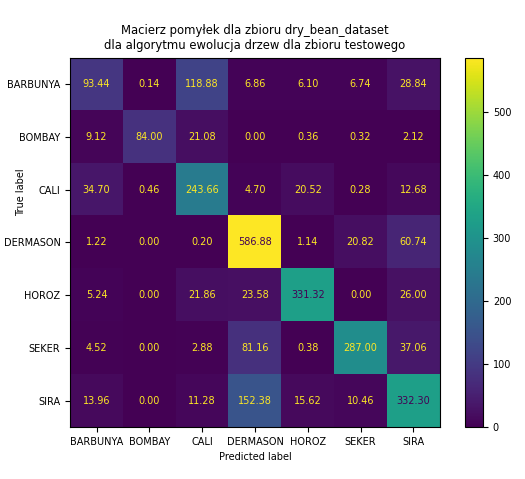 Macierz pomyłek dla zbioru dry_bean_dataset
dla algorytmu ewolucja drzew dla zbioru testowego
True label
BARBUNYA 93.44 0.14 118.88 6.86 6.10 6.74 28.84
BOMBAY 9.12 84.00 21.08 0.00 0.36 0.32 2.12
CALI 34.70 0.46 243.66 4.70 20.52 0.28 12.68
DERMASON 1.22 0.00 0.20 586.88 1.14 20.82 60.74
HOROZ 5.24 0.00 21.86 23.58 331.32 0.00 26.00
SEKER 4.52 0.00 2.88 81.16 0.38 287.00 37.06
SIRA 13.96 0.00 11.28 152.38 15.62 10.46 332.30
BARBUNYA BOMBAY CALI DERMASON HOROZ SEKER SIRA
Predicted label
500
400
300
200
100
0